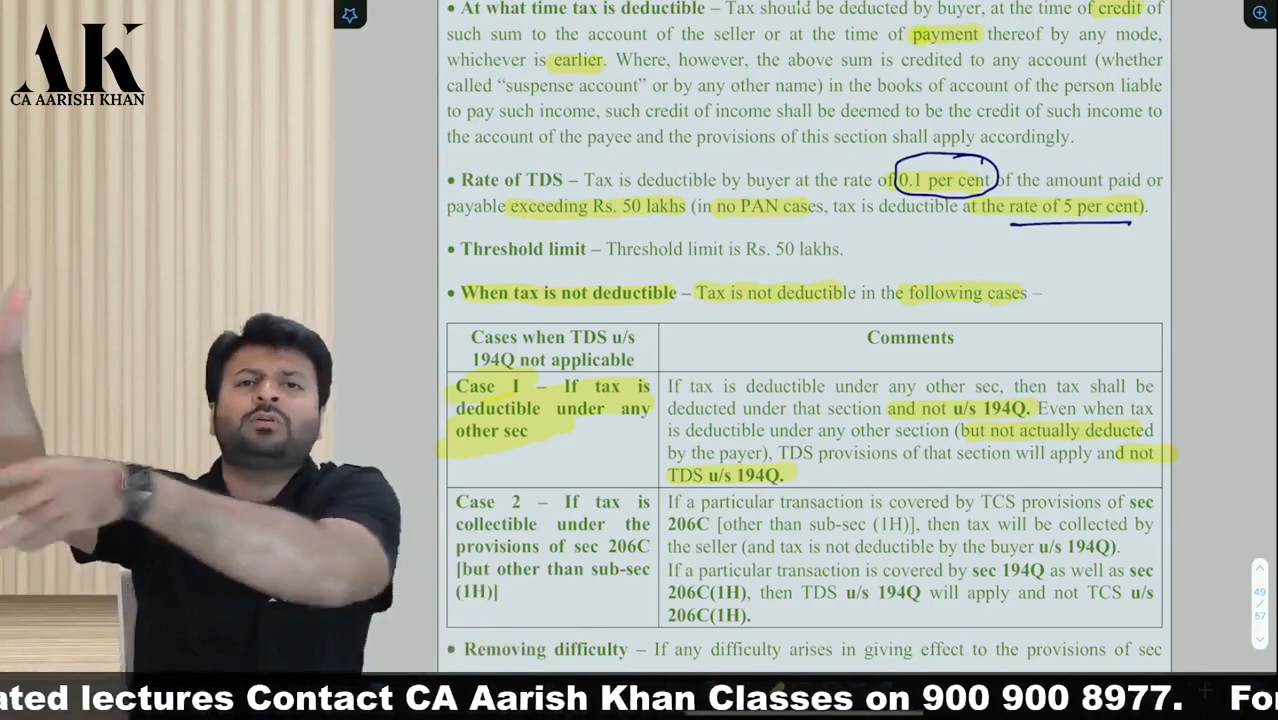 AK
CA AARISH KHAN
• At what time tax is deductible – Tax should be deducted by buyer, at the time of credit of
such sum to the account of the seller or at the time of payment thereof by any mode,
whichever is earlier. Where, however, the above sum is credited to any account (whether
called “suspense account” or by any other name) in the books of account of the person liable
to pay such income, such credit of income shall be deemed to be the credit of such income to
the account of the payee and the provisions of this section shall apply accordingly.
• Rate of TDS – Tax is deductible by buyer at the rate of 0.1 per cent of the amount paid or
payable exceeding Rs. 50 lakhs (in no PAN cases, tax is deductible at the rate of 5 per cent).
• Threshold limit – Threshold limit is Rs. 50 lakhs.
• When tax is not deductible – Tax is not deductible in the following cases –
Cases when TDS u/s
194Q not applicable
Comments
Case 1 – If tax is
deductible under any
other sec
If tax is deductible under any other sec, then tax shall be
deducted under that section and not u/s 194Q. Even when tax
is deductible under any other section (but not actually deducted
by the payer), TDS provisions of that section will apply and not
TDS u/s 194Q.
Case 2 – If tax is
collectible under the
provisions of sec 206C
[but other than sub-sec
(1H)]
If a particular transaction is covered by TCS provisions of sec
206C [other than sub-sec (1H)], then tax will be collected by
the seller (and tax is not deductible by the buyer u/s 194Q).
If a particular transaction is covered by sec 194Q as well as sec
206C(1H), then TDS u/s 194Q will apply and not TCS u/s
206C(1H).
• Removing difficulty – If any difficulty arises in giving effect to the provisions of sec
49
/
57
ated lectures Contact CA Aarish Khan Classes on 900 900 8977. For